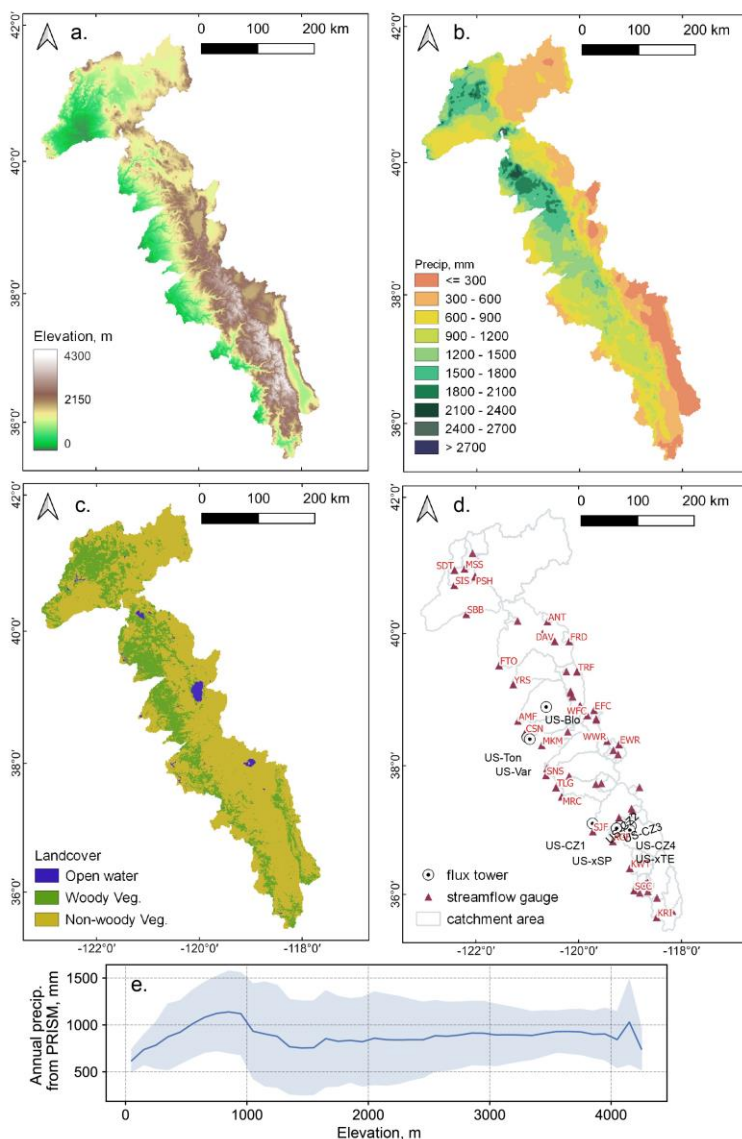 a.
0 100 200 km
42°0'
40°0'
38°0'
36°0'
Elevation, m
4300
2150
0
b.
0 100 200 km
42°0'
40°0'
38°0'
36°0'
Precip, mm
<= 300
300 - 600
600 - 900
900 - 1200
1200 - 1500
1500 - 1800
1800 - 2100
2100 - 2400
2400 - 2700
> 2700
c.
0 100 200 km
42°0'
40°0'
38°0'
36°0'
Landcover
Open water
Woody Veg.
Non-woody Veg.
-122°0' -120°0' -118°0'
d.
0 100 200 km
42°0'
40°0'
38°0'
36°0'
SDT MSS
SIS PSH
SBB
ANT
DAV FRD
FTO TRF
YRS
WFC EFC
US-Blo
AMF CSN
WWR EWR
MKM
US-Ton
US-Var
SNS
TLG
MRC
SJF
US-CZ2
US-CZ3
US-CZ1 US-CZ4
US-xSP US-xTE
KWT
SCC
KRI
flux tower
streamflow gauge
catchment area
-122°0' -120°0' -118°0'
e.
Annual precip.
from PRISM, mm
1500
1000
500
0 1000 2000 3000 4000
Elevation, m